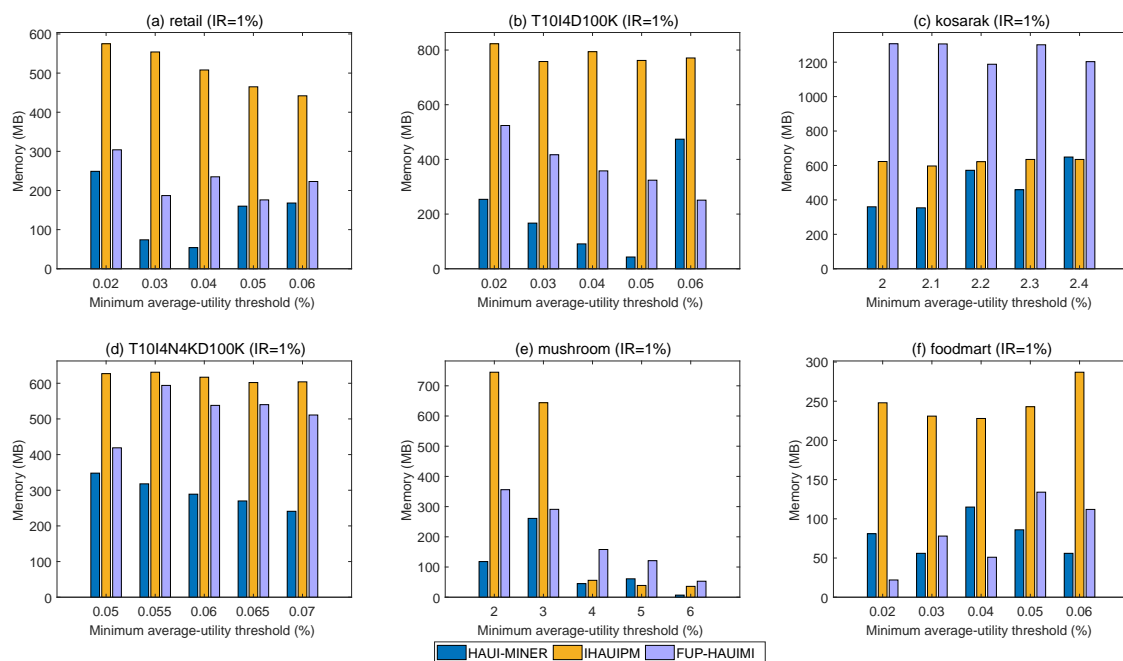 (a) retail (IR=1%)
600
500
400
300
200
100
0
Memory (MB)
0.02 0.03 0.04 0.05 0.06
Minimum average-utility threshold (%)
(b) T10I4D100K (IR=1%)
800
600
400
200
0
Memory (MB)
0.02 0.03 0.04 0.05 0.06
Minimum average-utility threshold (%)
(c) kosarak (IR=1%)
1200
1000
800
600
400
200
0
Memory (MB)
2 2.1 2.2 2.3 2.4
Minimum average-utility threshold (%)
(d) T10I4N4KD100K (IR=1%)
600
500
400
300
200
100
0
Memory (MB)
0.05 0.055 0.06 0.065 0.07
Minimum average-utility threshold (%)
(e) mushroom (IR=1%)
700
600
500
400
300
200
100
0
Memory (MB)
2 3 4 5 6
Minimum average-utility threshold (%)
(f) foodmart (IR=1%)
300
250
200
150
100
50
0
Memory (MB)
0.02 0.03 0.04 0.05 0.06
Minimum average-utility threshold (%)
HAUI-MINER IHAUIPM FUP-HAUIMI